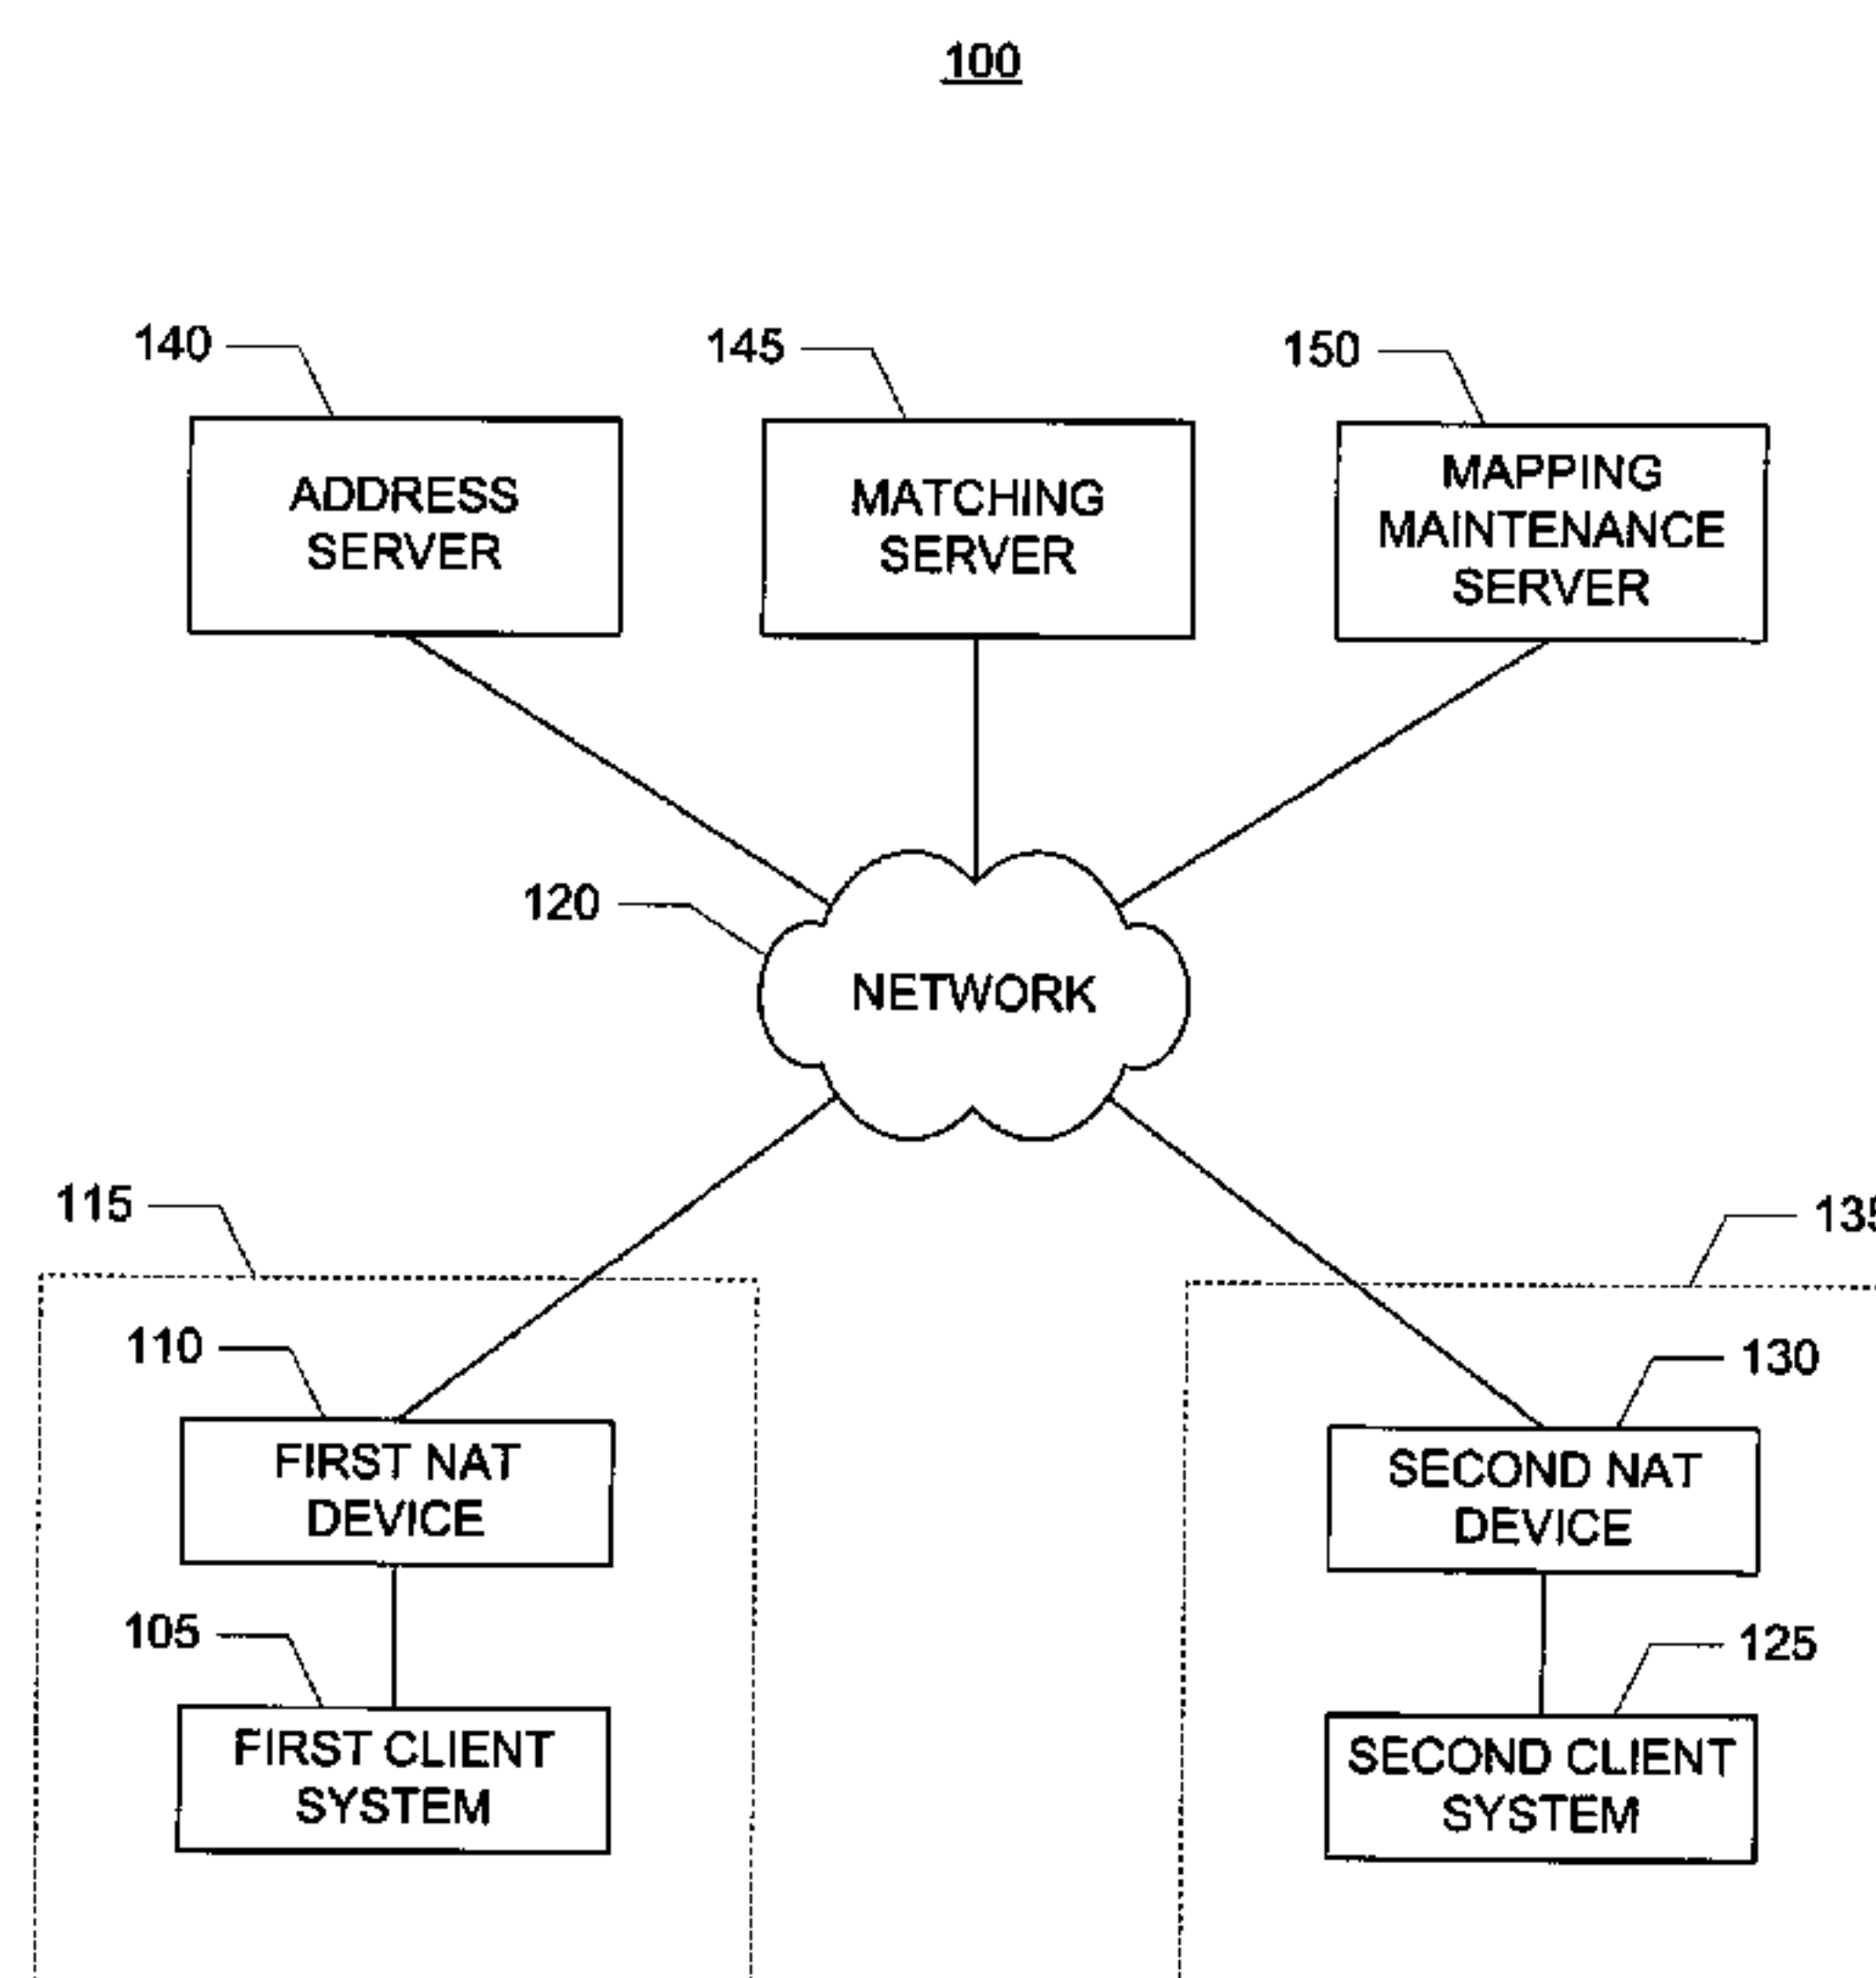 100
140
145
150
ADDRESS
SERVER
MATCHING
SERVER
MAPPING
MAINTENANCE
SERVER
120
NETWORK
115
135
110
FIRST NAT
DEVICE
130
SECOND NAT
DEVICE
105
FIRST CLIENT
SYSTEM
125
SECOND CLIENT
SYSTEM